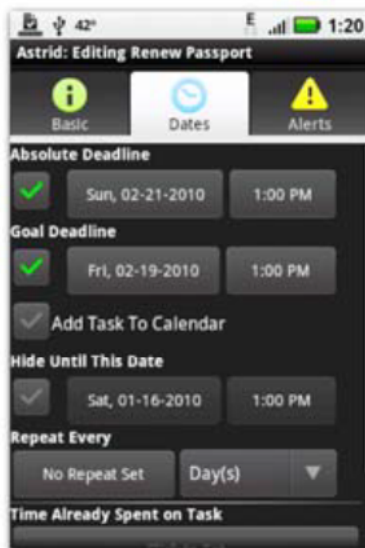 42° E 1:20
Astrid: Editing Renew Passport
Basic Dates Alerts
Absolute Deadline
Sun, 02-21-2010 1:00 PM
Goal Deadline
Fri, 02-19-2010 1:00 PM
Add Task To Calendar
Hide Until This Date
Sat, 01-16-2010 1:00 PM
Repeat Every
No Repeat Set Day(s)
Time Already Spent on Task